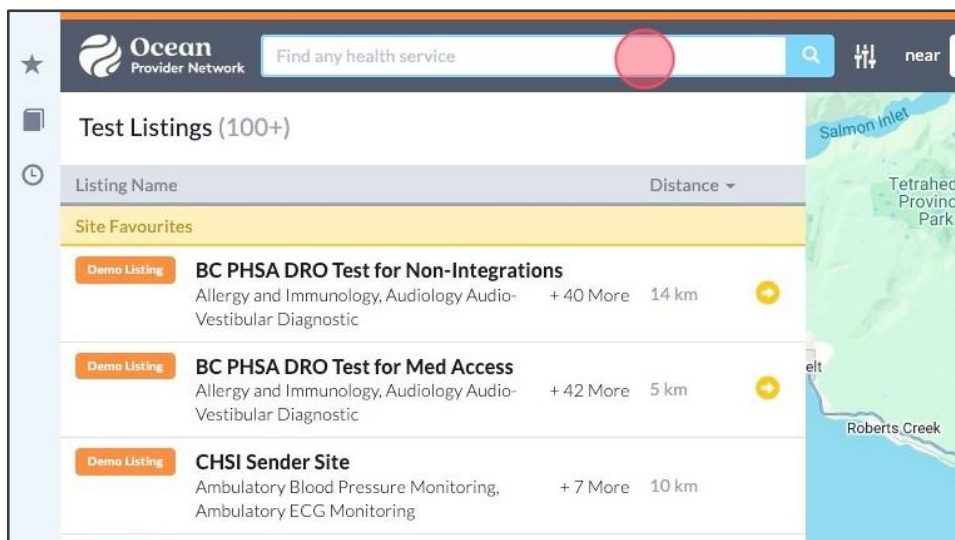 Ocean
Provider Network
Find any health service
near
Test Listings (100+)
Listing Name Distance
Site Favourites
Demo Listing BC PHSA DRO Test for Non-Integrations
Allergy and Immunology, Audiology Audio- + 40 More 14 km
Vestibular Diagnostic
Demo Listing BC PHSA DRO Test for Med Access
Allergy and Immunology, Audiology Audio- + 42 More 5 km
Vestibular Diagnostic
Demo Listing CHSI Sender Site
Ambulatory Blood Pressure Monitoring, + 7 More 10 km
Ambulatory ECG Monitoring
Salmon Inlet
Tetrahed
Provinc
Park
elt
Roberts Creek